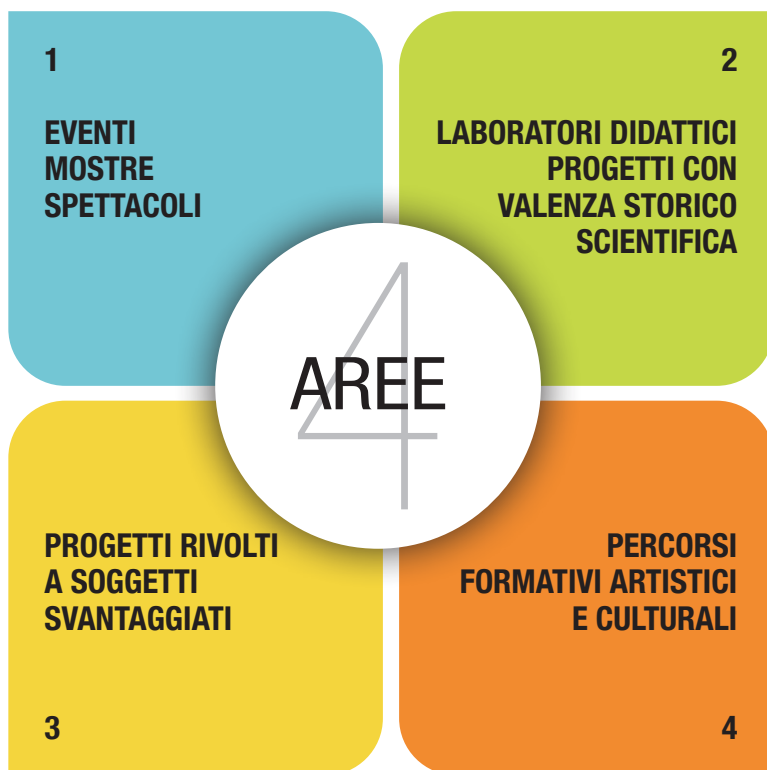 1
EVENTI
MOSTRE
SPETTACOLI
2
LABORATORI DIDATTICI
PROGETTI CON
VALENZA STORICO
SCIENTIFICA
4
AREE
PROGETTI RIVOLTI
A SOGGETTI
SVANTAGGIATI
3
PERCORSI
FORMATIVI ARTISTICI
E CULTURALI
4